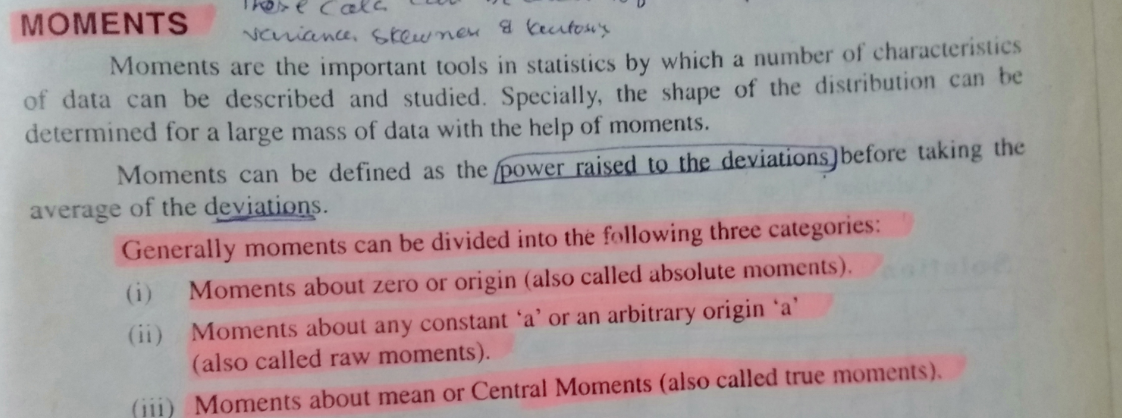 MOMENTS
variance, skewness & kurtosis
Moments are the important tools in statistics by which a number of characteristics
of data can be described and studied. Specially, the shape of the distribution can be
determined for a large mass of data with the help of moments.
Moments can be defined as the power raised to the deviations before taking the
average of the deviations.
Generally moments can be divided into the following three categories:
(i) Moments about zero or origin (also called absolute moments).
(ii) Moments about any constant ‘a’ or an arbitrary origin ‘a’
(also called raw moments).
(iii) Moments about mean or Central Moments (also called true moments).